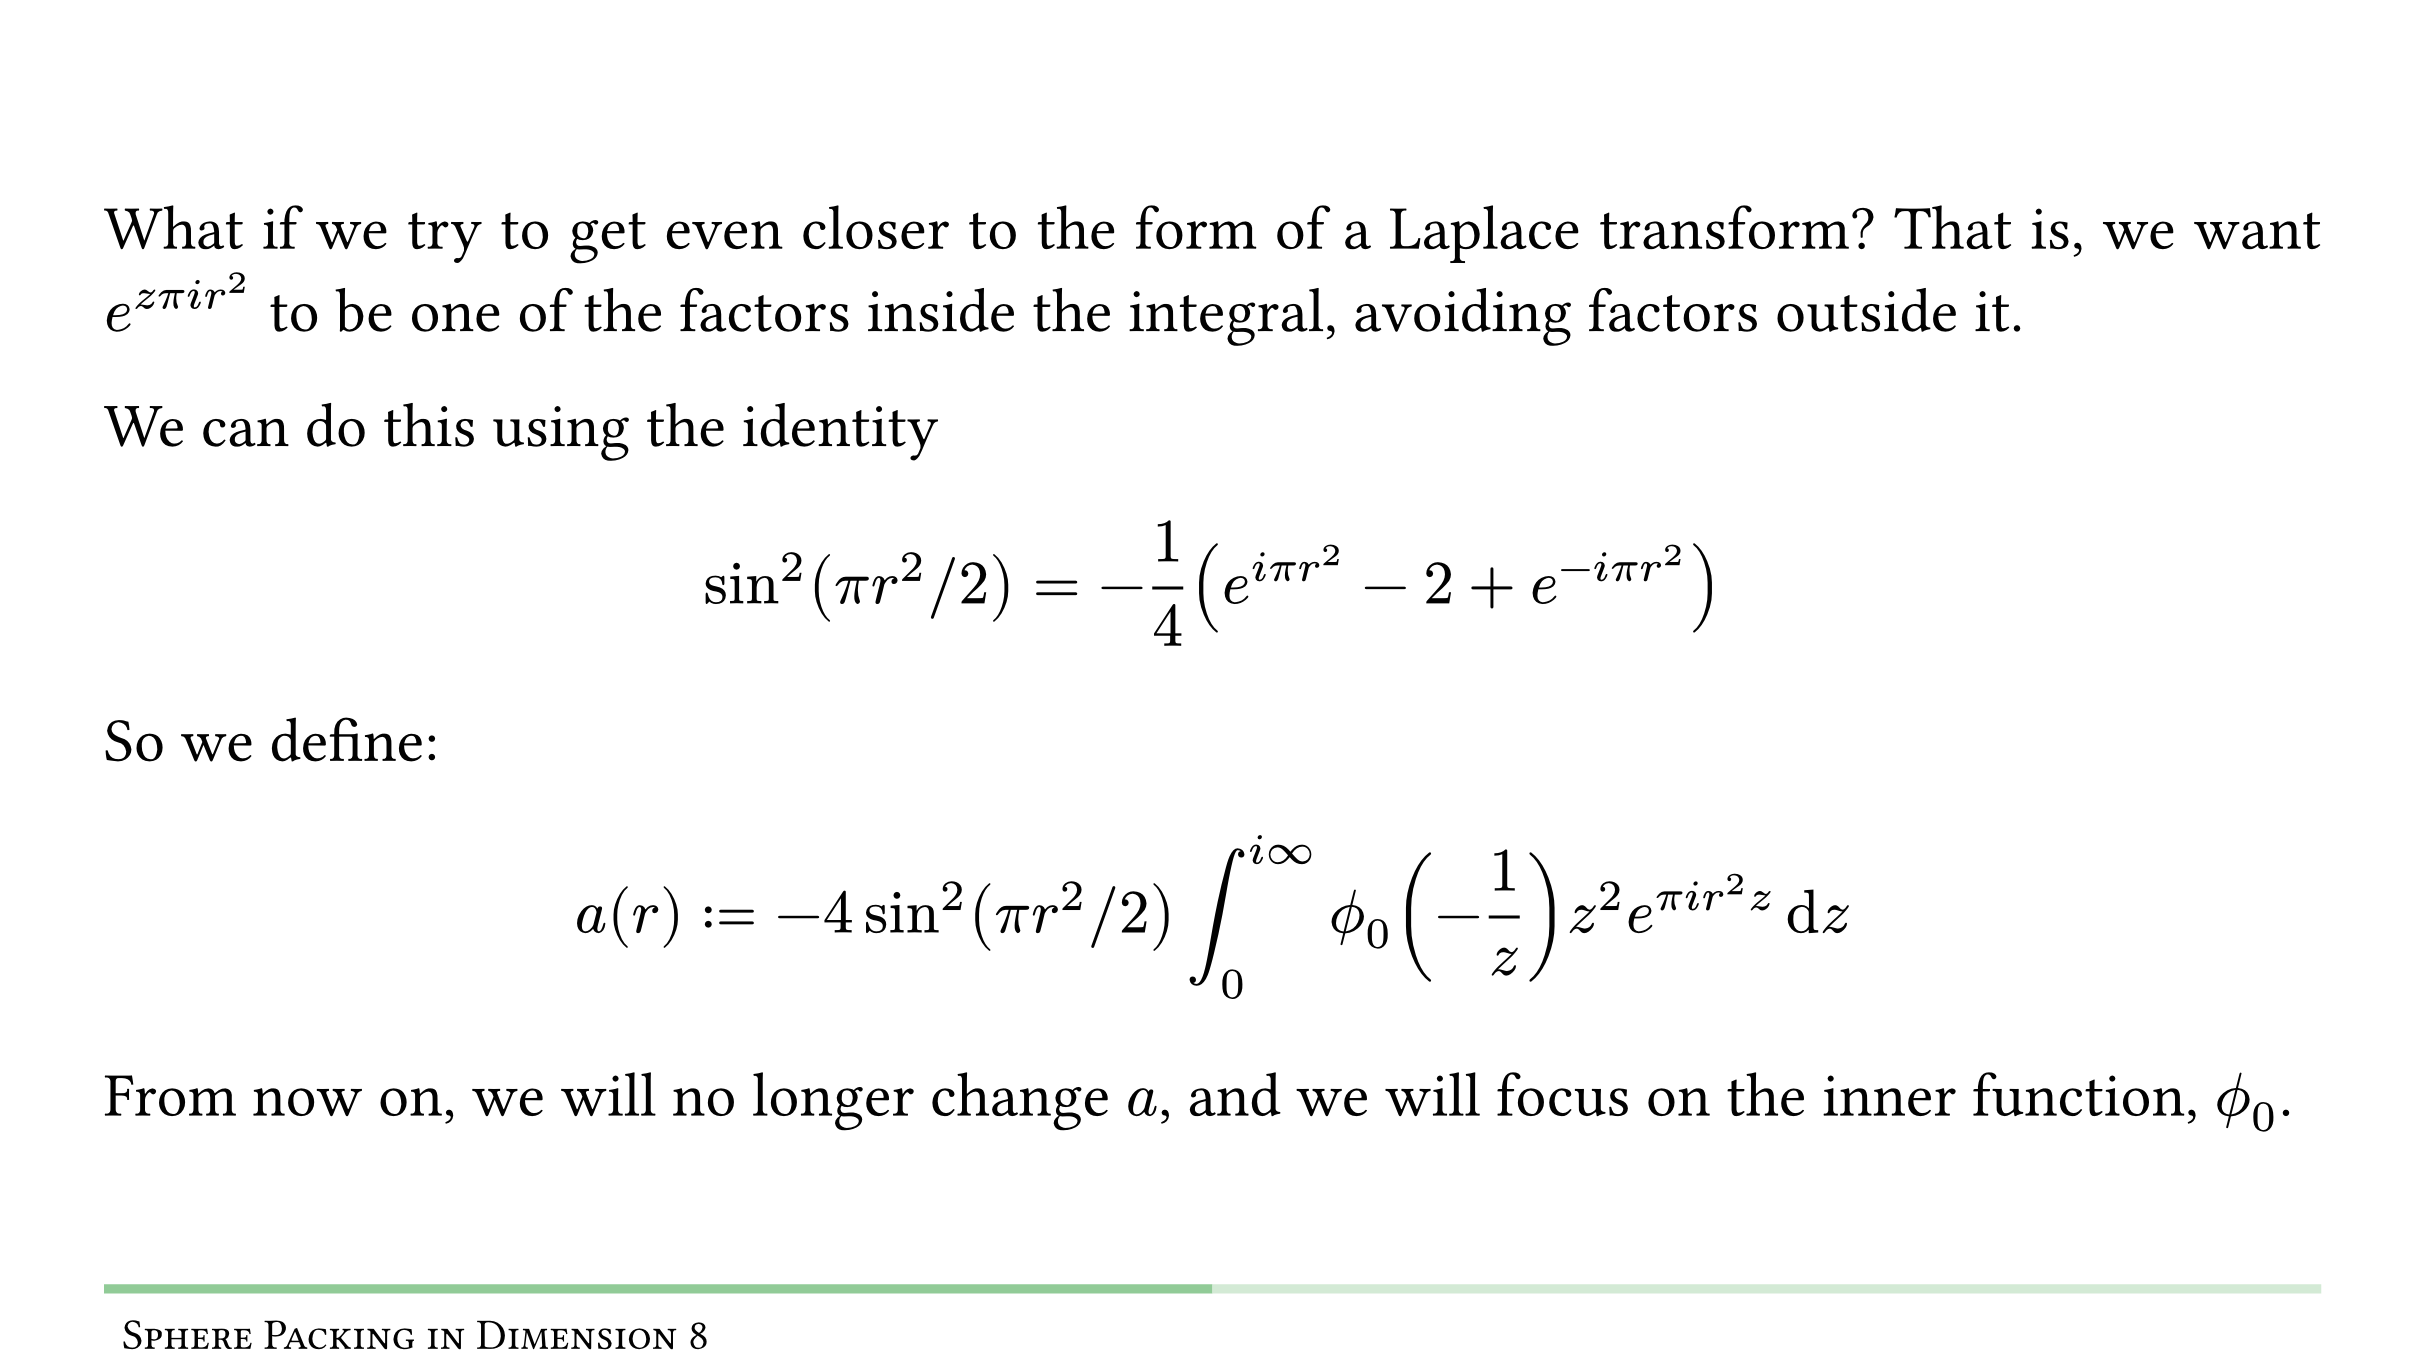 What if we try to get even closer to the form of a Laplace transform? That is, we want
$e^{z\pi i r^2}$ to be one of the factors inside the integral, avoiding factors outside it.
We can do this using the identity
$\sin^2(\pi r^2/2) = -\frac{1}{4}\left(e^{i\pi r^2} - 2 + e^{-i\pi r^2}\right)$
So we define:
$a(r) := -4\sin^2(\pi r^2/2) \int_0^{i\infty} \phi_0\left(-\frac{1}{z}\right) z^2 e^{\pi i r^2 z} \, \mathrm{d}z$
From now on, we will no longer change $a$, and we will focus on the inner function, $\phi_0$.
Sphere Packing in Dimension 8